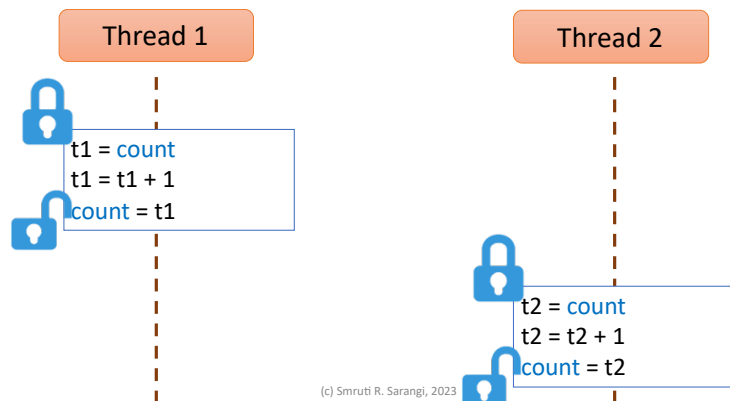 Thread 1
Thread 2
t1 = count
t1 = t1 + 1
count = t1
t2 = count
t2 = t2 + 1
count = t2
(c) Smruti R. Sarangi, 2023